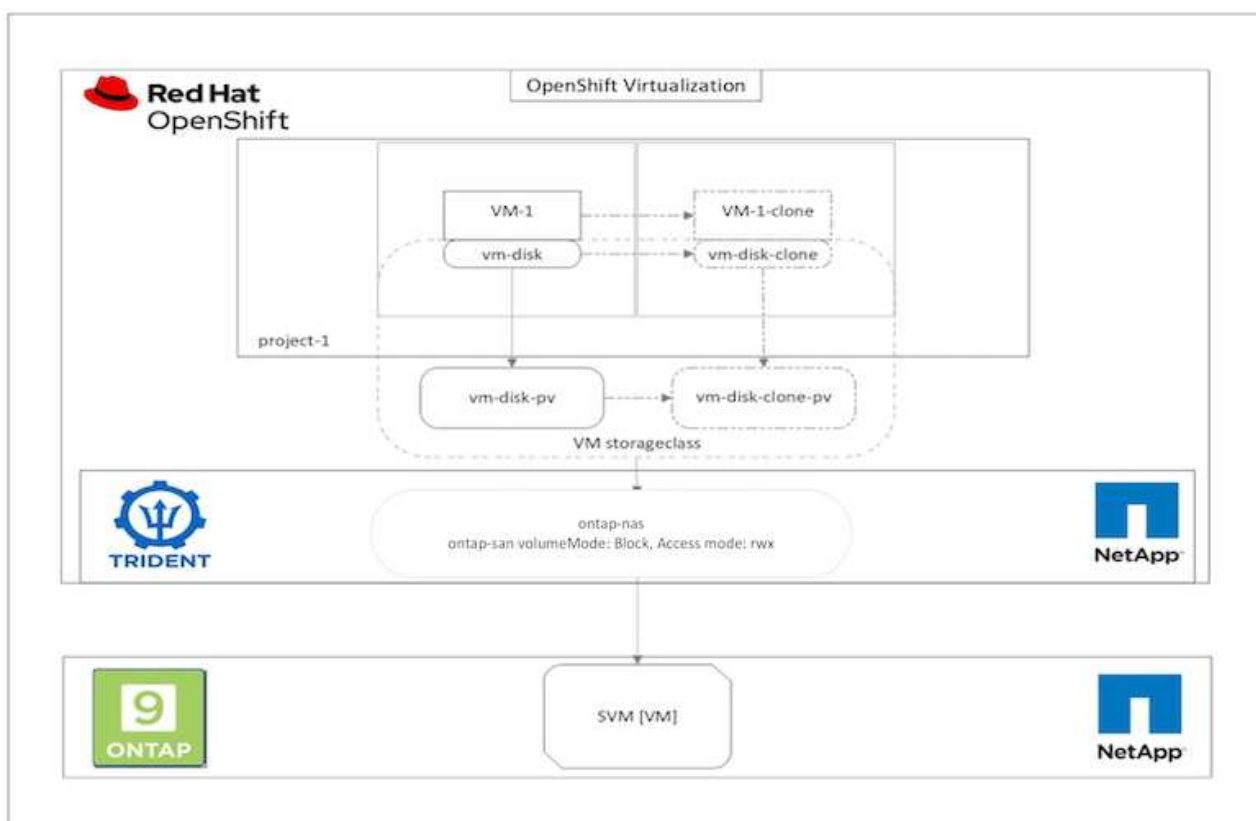 OpenShift Virtualization
Red Hat
OpenShift
VM-1
VM-1-clone
vm-disk
vm-disk-clone
project-1
vm-disk-pv
vm-disk-clone-pv
VM storageclass
TRIDENT
ontap-nas
ontap-san volumeMode: Block, Access mode: rwx
NetApp
9
ONTAP
SVM [VM]
NetApp